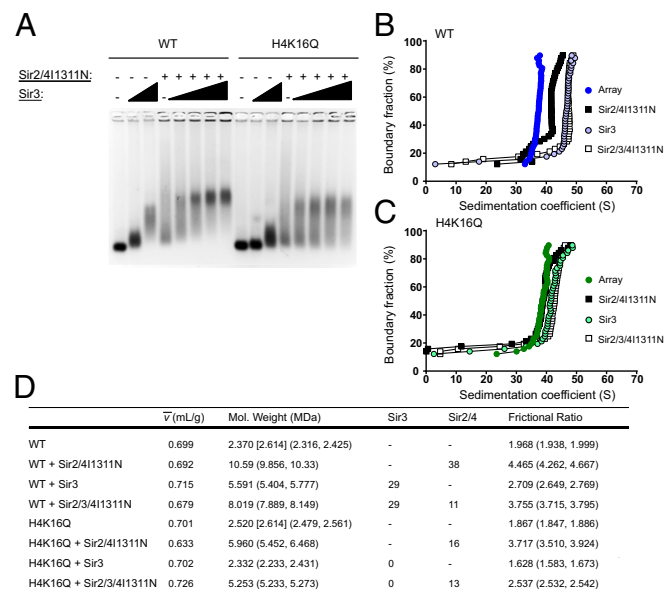 A
WT H4K16Q
Sir2/4I1311N: - - - + + + + + - - - + + + + +
Sir3: - - - -
B
WT
Boundary fraction (%)
100
80
60
40
20
0
0 10 20 30 40 50 60 70
Sedimentation coefficient (S)
Array
Sir2/4I1311N
Sir3
Sir2/3/4I1311N
C
H4K16Q
Boundary fraction (%)
100
80
60
40
20
0
0 10 20 30 40 50 60 70
Sedimentation coefficient (S)
Array
Sir2/4I1311N
Sir3
Sir2/3/4I1311N
D
v̅ (mL/g) Mol. Weight (MDa) Sir3 Sir2/4 Frictional Ratio
WT 0.699 2.370 [2.614] (2.316, 2.425) - - 1.968 (1.938, 1.999)
WT + Sir2/4I1311N 0.692 10.59 (9.856, 10.33) - 38 4.465 (4.262, 4.667)
WT + Sir3 0.715 5.591 (5.404, 5.777) 29 - 2.709 (2.649, 2.769)
WT + Sir2/3/4I1311N 0.679 8.019 (7.889, 8.149) 29 11 3.755 (3.715, 3.795)
H4K16Q 0.701 2.520 [2.614] (2.479, 2.561) - - 1.867 (1.847, 1.886)
H4K16Q + Sir2/4I1311N 0.633 5.960 (5.452, 6.468) - 16 3.717 (3.510, 3.924)
H4K16Q + Sir3 0.702 2.332 (2.233, 2.431) 0 - 1.628 (1.583, 1.673)
H4K16Q + Sir2/3/4I1311N 0.726 5.253 (5.233, 5.273) 0 13 2.537 (2.532, 2.542)